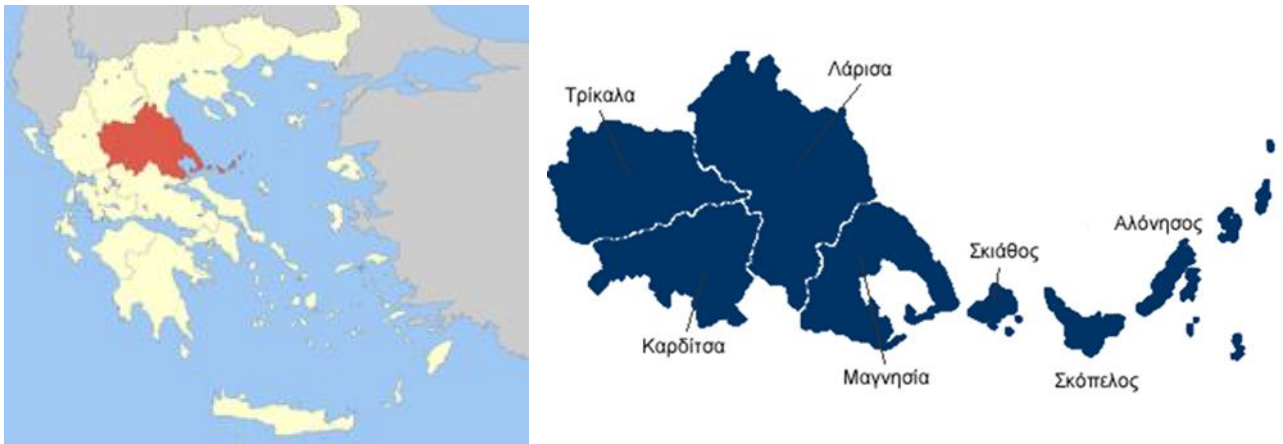 Λάρισα
Τρίκαλα
Αλόνησος
Σκιάθος
Καρδίτσα
Μαγνησία
Σκόπελος